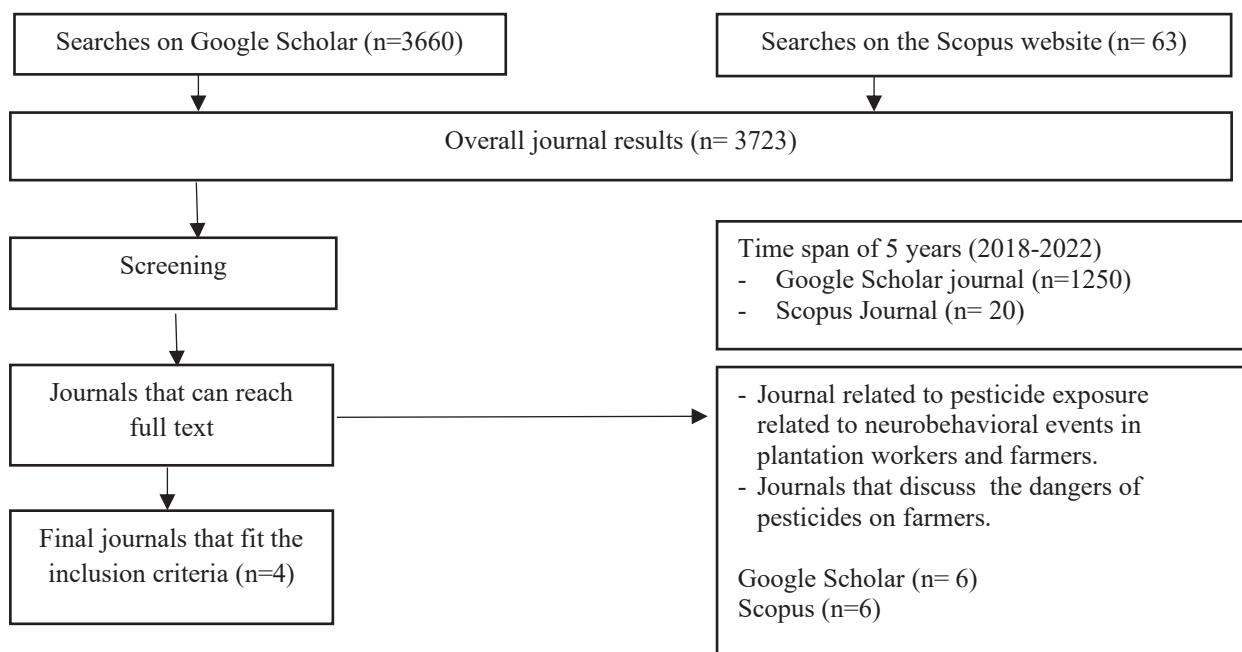 Searches on Google Scholar (n=3660)
Searches on the Scopus website (n= 63)
Overall journal results (n= 3723)
Screening
Time span of 5 years (2018-2022)
- Google Scholar journal (n=1250)
- Scopus Journal (n= 20)
Journals that can reach
full text
- Journal related to pesticide exposure
related to neurobehavioral events in
plantation workers and farmers.
- Journals that discuss the dangers of
pesticides on farmers.
Google Scholar (n= 6)
Scopus (n=6)
Final journals that fit the
inclusion criteria (n=4)